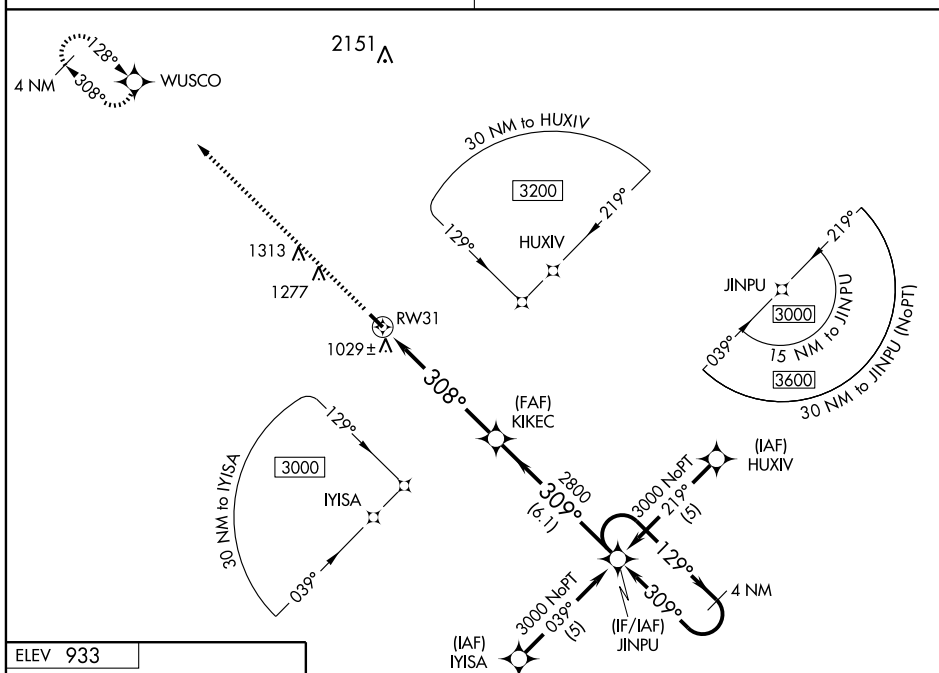 2151
128°
308°
4 NM
WUSCO
30 NM to HUXIV
3200
129°
219°
HUXIV
219°
JINPU
3000
039°
15 NM to JINPU
3600
30 NM to JINPU (NoPT)
1313
1277
RW31
1029±
308°
(FAF)
KIKEC
129°
3000
IYISA
30 NM to IYISA
039°
2800
309°
(6.1)
(IAF)
HUXIV
3000 NoPT
219°
(5)
129°
309°
4 NM
3000 NoPT
039°
(5)
(IF/IAF)
JINPU
(IAF)
IYISA
ELEV 933